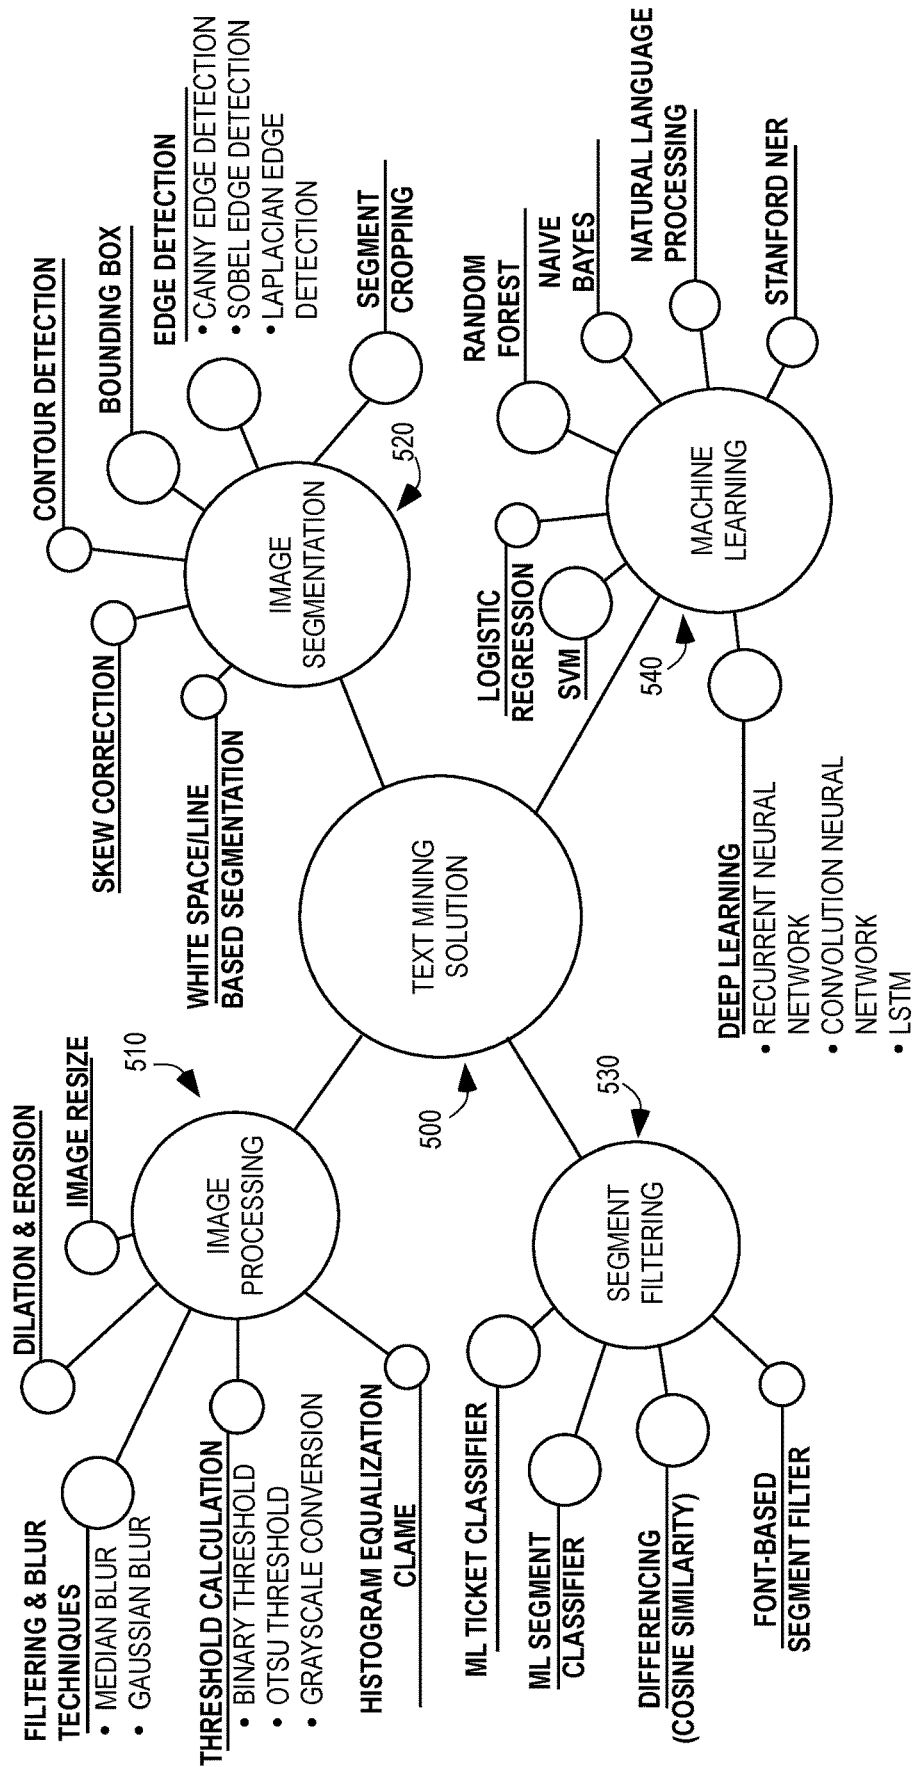 FILTERING & BLUR
TECHNIQUES
• MEDIAN BLUR
• GAUSSIAN BLUR
DILATION & EROSION
IMAGE RESIZE
510
IMAGE
PROCESSING
THRESHOLD CALCULATION
• BINARY THRESHOLD
• OTSU THRESHOLD
• GRAYSCALE CONVERSION
HISTOGRAM EQUALIZATION
CLAME
SKEW CORRECTION
CONTOUR DETECTION
BOUNDING BOX
EDGE DETECTION
• CANNY EDGE DETECTION
• SOBEL EDGE DETECTION
• LAPLACIAN EDGE
DETECTION
WHITE SPACE/LINE
BASED SEGMENTATION
IMAGE
SEGMENTATION
SEGMENT
CROPPING
520
TEXT MINING
SOLUTION
500
ML TICKET CLASSIFIER
ML SEGMENT
CLASSIFIER
DIFFERENCING
(COSINE SIMILARITY)
FONT-BASED
SEGMENT FILTER
SEGMENT
FILTERING
530
LOGISTIC
REGRESSION
SVM
RANDOM
FOREST
NAIVE
BAYES
NATURAL LANGUAGE
PROCESSING
STANFORD NER
540
MACHINE
LEARNING
DEEP LEARNING
• RECURRENT NEURAL
NETWORK
• CONVOLUTION NEURAL
NETWORK
• LSTM